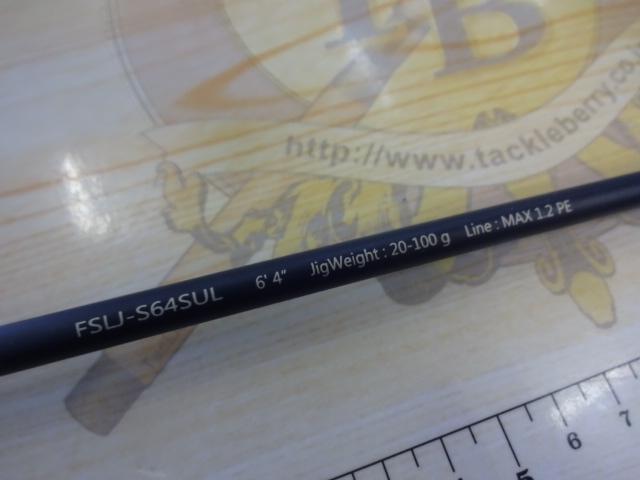 TB
http://www.tackleberry.co.
FSLJ-S64SUL 6' 4" JigWeight : 20-100 g Line : MAX 1.2 PE
5 6 7